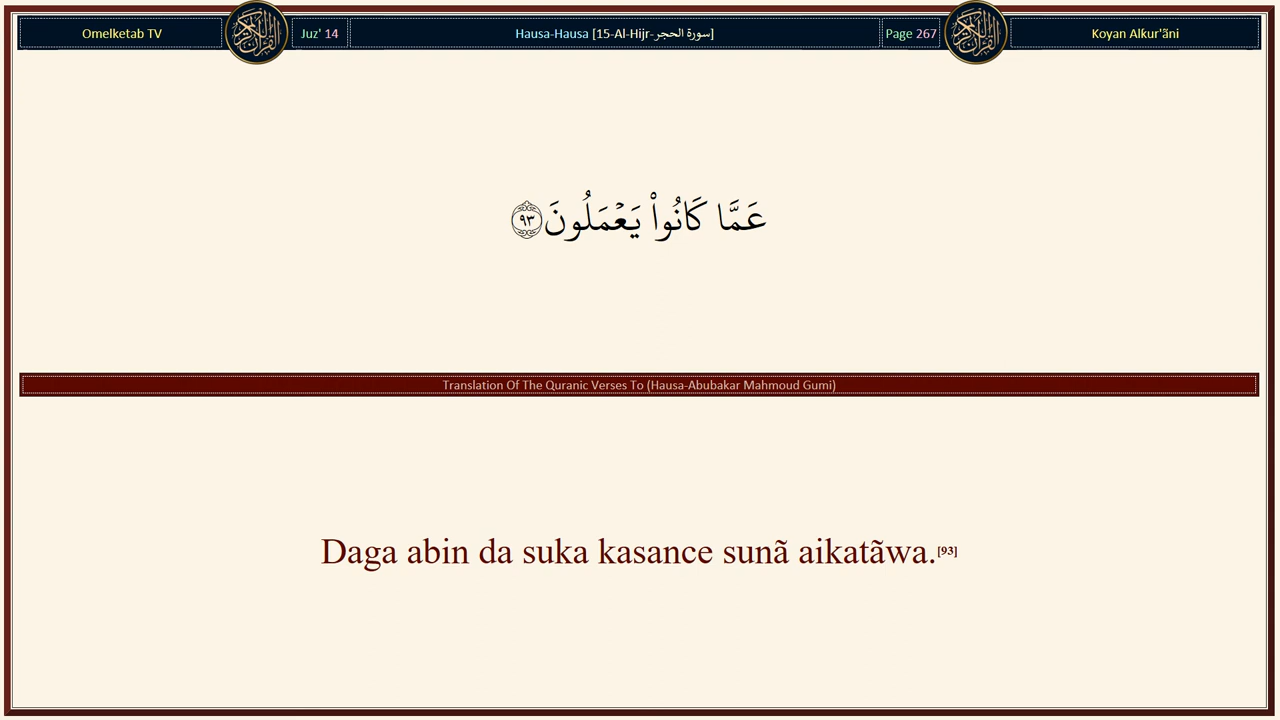 Omelketab TV
Juz' 14
Hausa-Hausa [15-Al-Hijr-سورة الحجر]
Page 267
Koyan Alƙur'ãni
عَمَّا كَانُوا۟ يَعْمَلُونَ ٩٣
Translation Of The Quranic Verses To (Hausa-Abubakar Mahmoud Gumi)
Daga abin da suka kasance sunã aikatãwa.[93]